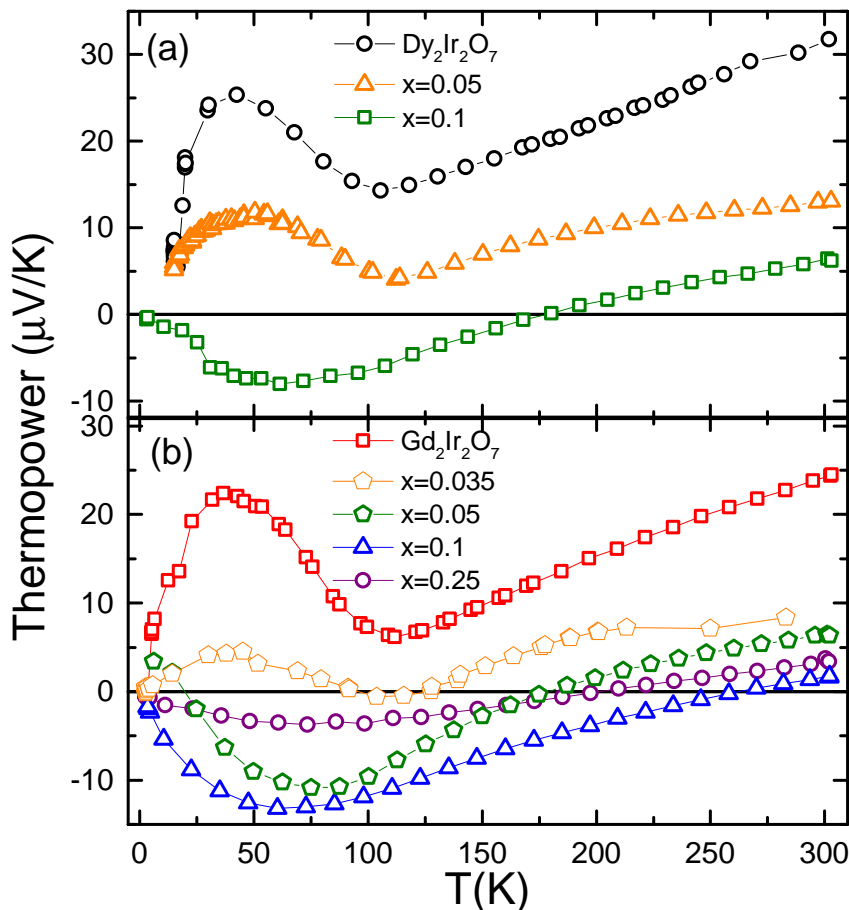 Thermopower (μV/K)
(a)
Dy₂Ir₂O₇
x=0.05
x=0.1
30
20
10
0
-10
(b)
Gd₂Ir₂O₇
x=0.035
x=0.05
x=0.1
x=0.25
30
20
10
0
-10
0 50 100 150 200 250 300
T(K)